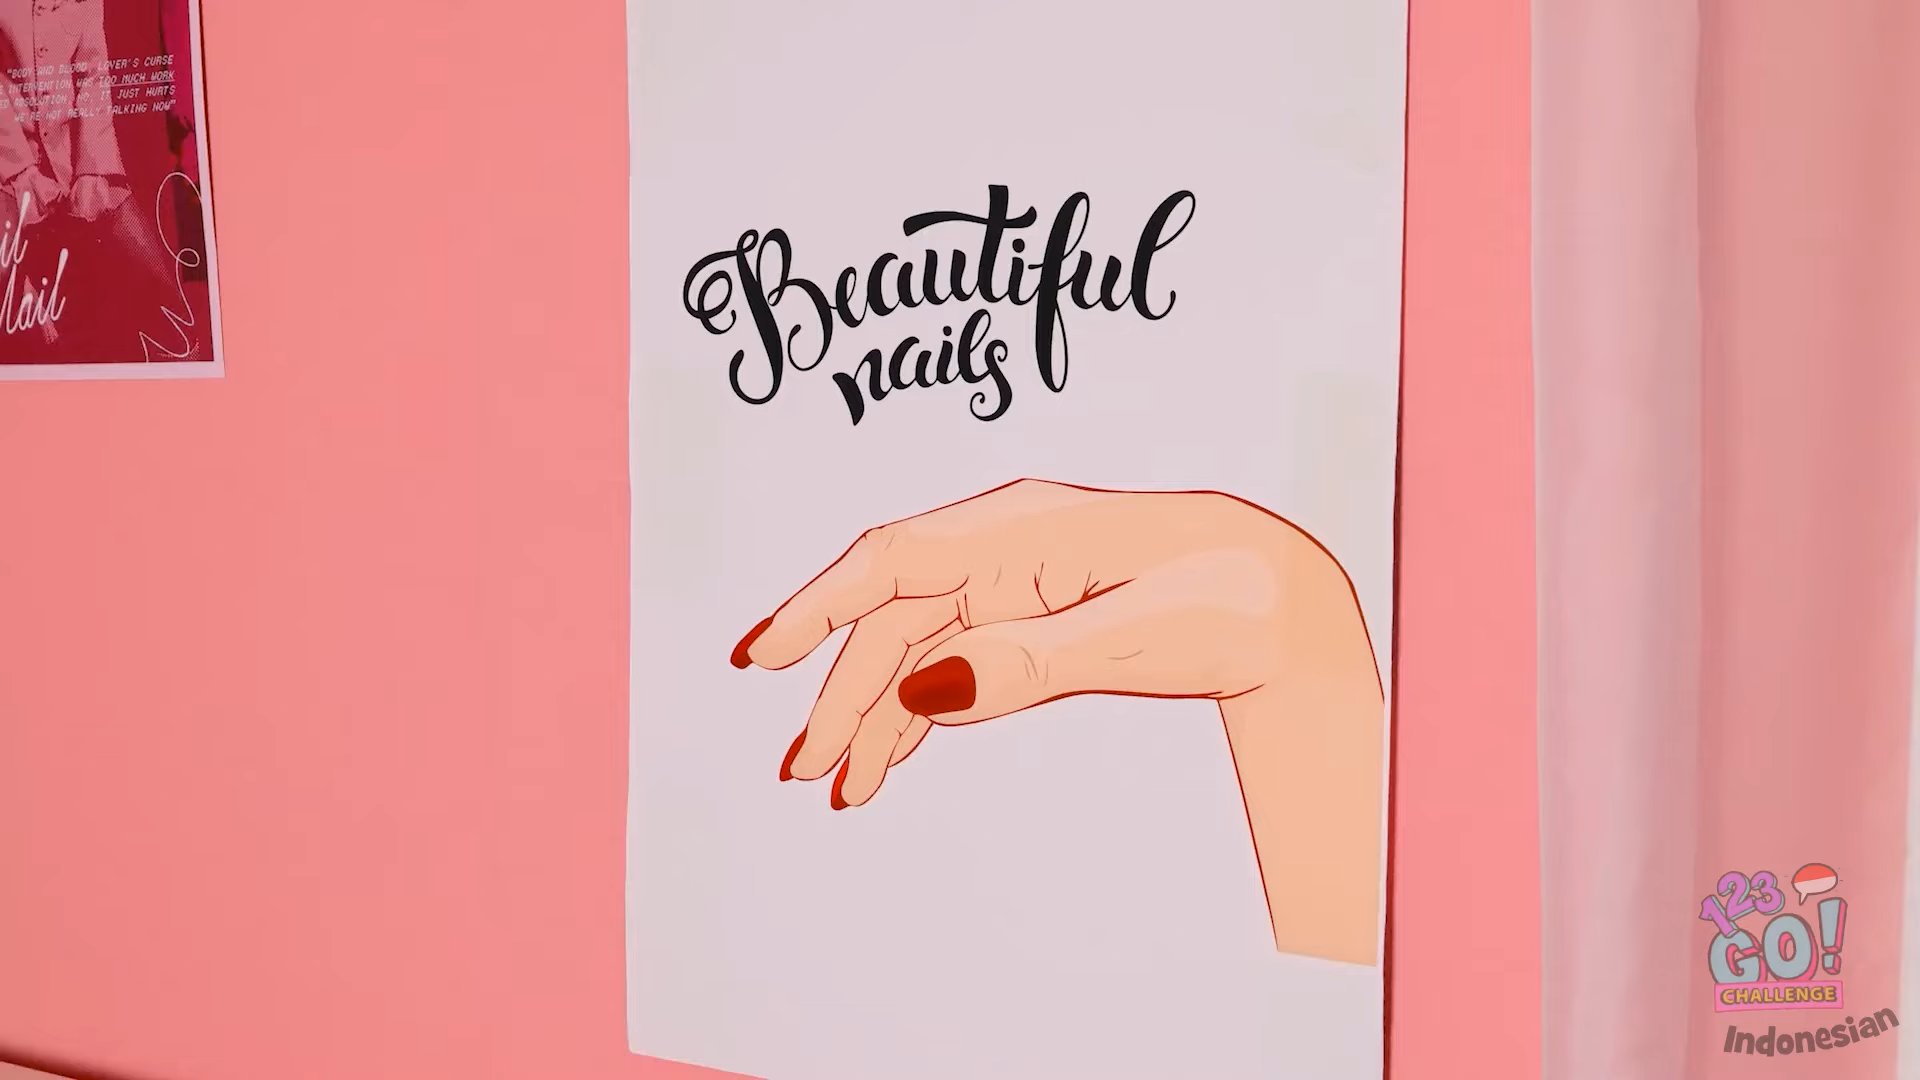 "BODY AND BLOOD, LOVER'S CURSE
INTERVENTION WAS TOO MUCH WORK
ABSOLUTION, NO, IT JUST HURTS
WE'RE NOT REALLY TALKING NOW"
Beautiful
nails
123
GO!
CHALLENGE
Indonesian